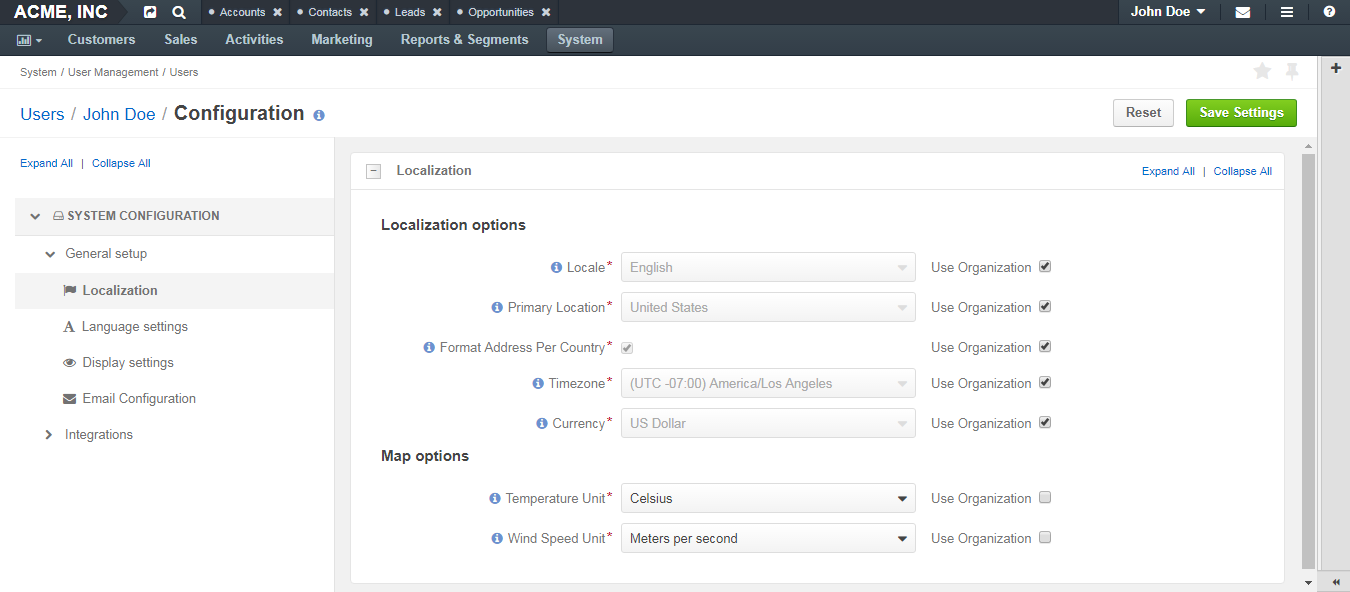 ACME, INC
Accounts
Contacts
Leads
Opportunities
John Doe
Customers
Sales
Activities
Marketing
Reports & Segments
System
System / User Management / Users
Users / John Doe / Configuration
Reset
Save Settings
Expand All | Collapse All
SYSTEM CONFIGURATION
General setup
Localization
Language settings
Display settings
Email Configuration
Integrations
Localization
Expand All | Collapse All
Localization options
Locale* English Use Organization
Primary Location* United States Use Organization
Format Address Per Country* Use Organization
Timezone* (UTC -07:00) America/Los Angeles Use Organization
Currency* US Dollar Use Organization
Map options
Temperature Unit* Celsius Use Organization
Wind Speed Unit* Meters per second Use Organization